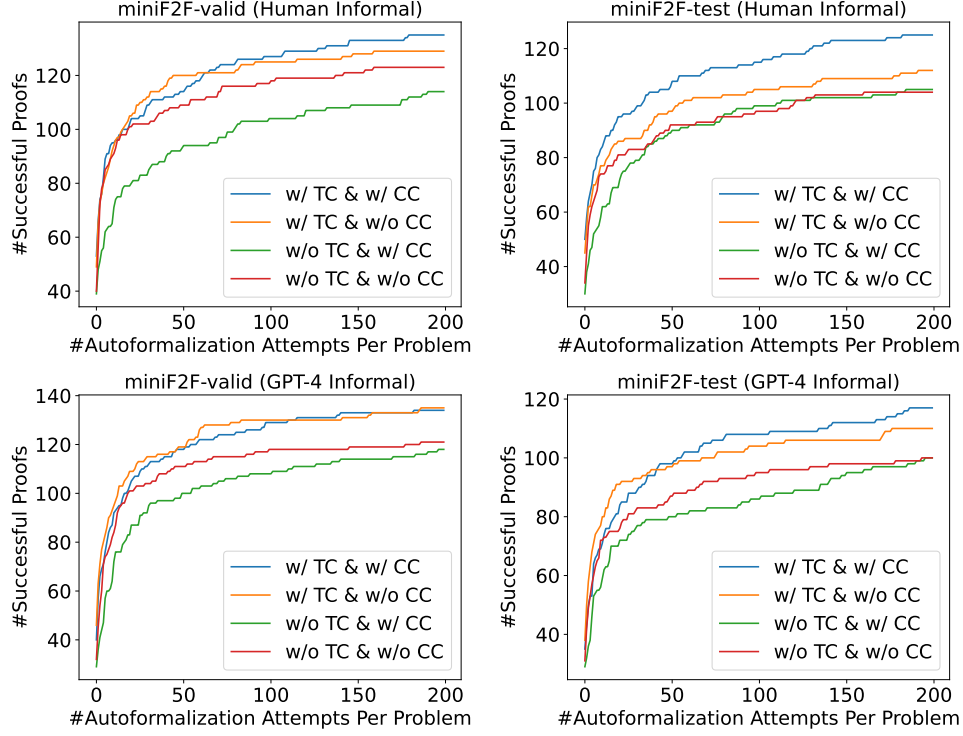 miniF2F-valid (Human Informal)
#Successful Proofs
120
100
80
60
40
w/ TC & w/ CC
w/ TC & w/o CC
w/o TC & w/ CC
w/o TC & w/o CC
0 50 100 150 200
#Autoformalization Attempts Per Problem
miniF2F-test (Human Informal)
#Successful Proofs
120
100
80
60
40
w/ TC & w/ CC
w/ TC & w/o CC
w/o TC & w/ CC
w/o TC & w/o CC
0 50 100 150 200
#Autoformalization Attempts Per Problem
miniF2F-valid (GPT-4 Informal)
#Successful Proofs
140
120
100
80
60
40
w/ TC & w/ CC
w/ TC & w/o CC
w/o TC & w/ CC
w/o TC & w/o CC
0 50 100 150 200
#Autoformalization Attempts Per Problem
miniF2F-test (GPT-4 Informal)
#Successful Proofs
120
100
80
60
40
w/ TC & w/ CC
w/ TC & w/o CC
w/o TC & w/ CC
w/o TC & w/o CC
0 50 100 150 200
#Autoformalization Attempts Per Problem